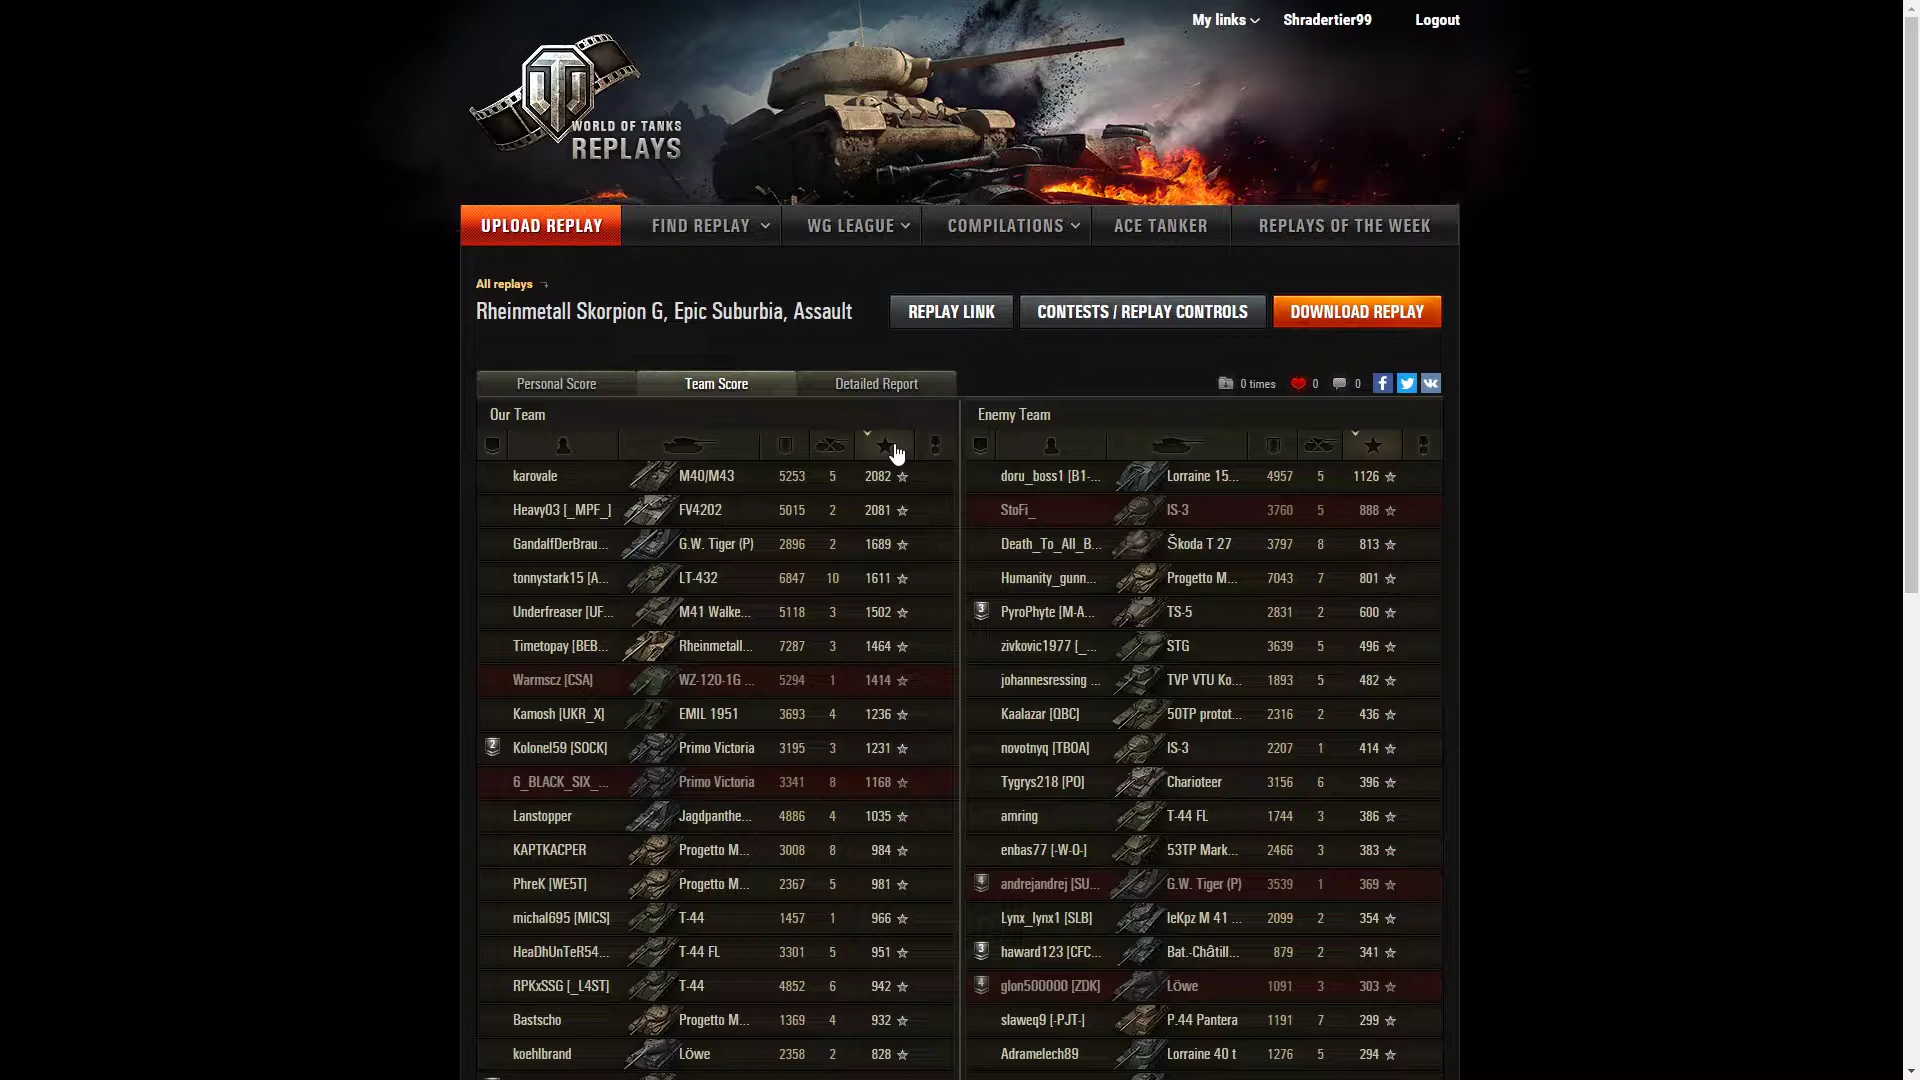 My links Shradertier99 Logout
WORLD OF TANKS
REPLAYS
UPLOAD REPLAY FIND REPLAY WG LEAGUE COMPILATIONS ACE TANKER REPLAYS OF THE WEEK
All replays
Rheinmetall Skorpion G, Epic Suburbia, Assault REPLAY LINK CONTESTS / REPLAY CONTROLS DOWNLOAD REPLAY
Personal Score Team Score Detailed Report 0 times 0 0
Our Team Enemy Team
karovale M40/M43 5253 5 2082 doru_boss1 [B1-... Lorraine 15... 4957 5 1126
Heavy03 [_MPF_] FV4202 5015 2 2081 StoFi_ IS-3 3760 5 888
GandalfDerBrau... G.W. Tiger (P) 2896 2 1689 Death_To_All_B... Škoda T 27 3797 8 813
tonnystark15 [A... LT-432 6847 10 1611 Humanity_gunn... Progetto M... 7043 7 801
Underfreaser [UF... M41 Walke... 5118 3 1502 3 PyroPhyte [M-A... TS-5 2831 2 600
Timetopay [BEB... Rheinmetall... 7287 3 1464 zivkovic1977 [_... STG 3639 5 496
Warmscz [CSA] WZ-120-1G ... 5294 1 1414 johannesressing ... TVP VTU Ko... 1893 5 482
Kamosh [UKR_X] EMIL 1951 3693 4 1236 Kaalazar [QBC] 50TP protot... 2316 2 436
2 Kolonel59 [SOCK] Primo Victoria 3195 3 1231 novotnyq [TBOA] IS-3 2207 1 414
6_BLACK_SIX_... Primo Victoria 3341 8 1168 Tygrys218 [PO] Charioteer 3156 6 396
Lanstopper Jagdpanthe... 4886 4 1035 amring T-44 FL 1744 3 386
KAPTKACPER Progetto M... 3008 8 984 enbas77 [-W-O-] 53TP Mark... 2466 3 383
PhreK [WE5T] Progetto M... 2367 5 981 4 andrejandrej [SU... G.W. Tiger (P) 3539 1 369
michal695 [MICS] T-44 1457 1 966 Lynx_lynx1 [SLB] leKpz M 41 ... 2099 2 354
HeaDhUnTeR54... T-44 FL 3301 5 951 3 haward123 [CFC... Bat.-Châtill... 879 2 341
RPKxSSG [_L4ST] T-44 4852 6 942 4 glon500000 [ZDK] Löwe 1091 3 303
Bastscho Progetto M... 1369 4 932 slaweq9 [-PJT-] P.44 Pantera 1191 7 299
koehlbrand Löwe 2358 2 828 Adramelech89 Lorraine 40 t 1276 5 294